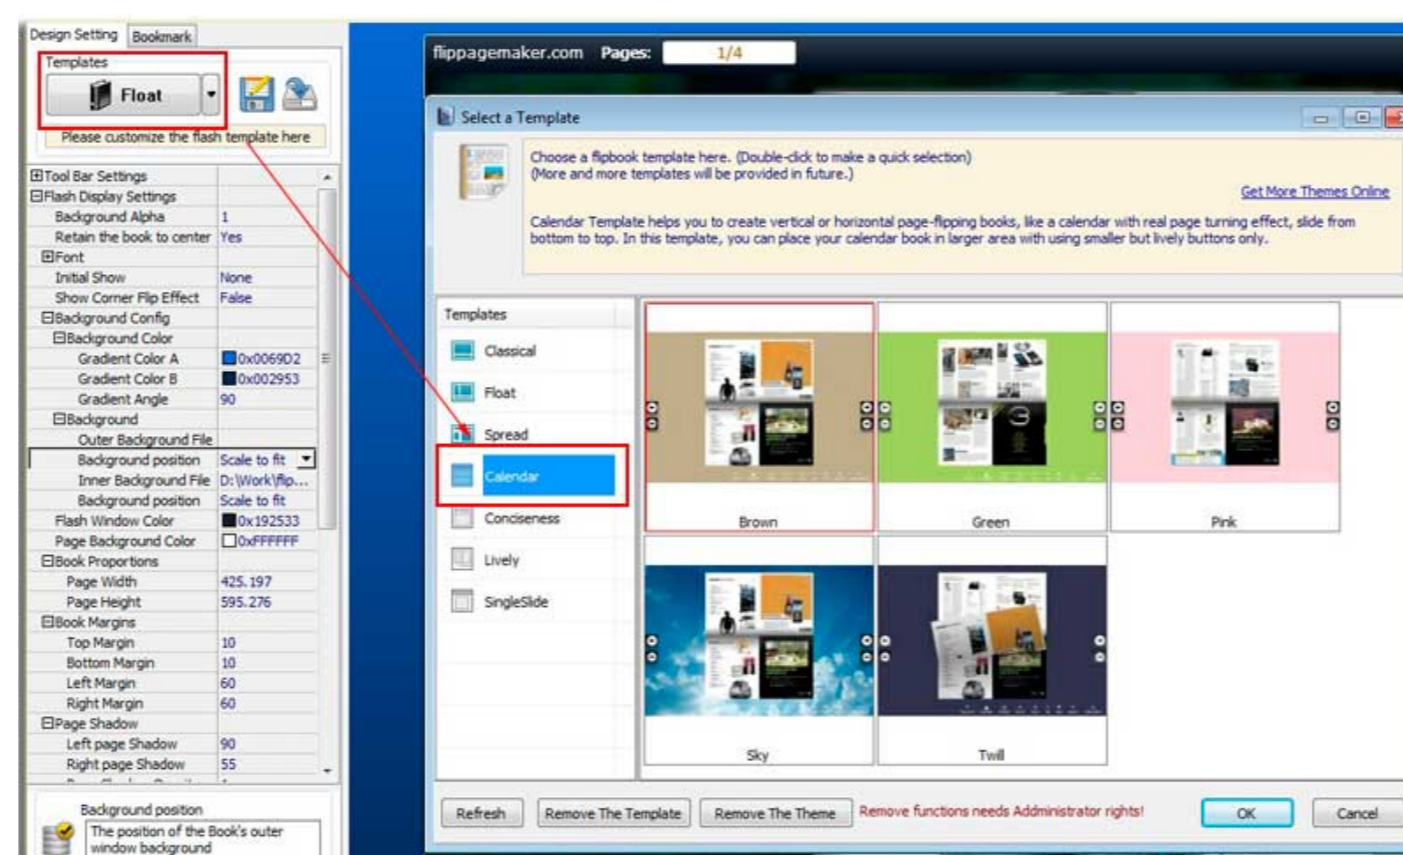 Design Setting Bookmark
Templates
Float
Please customize the flash template here
Tool Bar Settings
Flash Display Settings
Background Alpha 1
Retain the book to center Yes
Font
Initial Show None
Show Corner Flip Effect False
Background Config
Background Color
Gradient Color A 0x0069D2
Gradient Color B 0x002953
Gradient Angle 90
Background
Outer Background File
Background position Scale to fit
Inner Background File D:\Work\flip...
Background position Scale to fit
Flash Window Color 0x192533
Page Background Color 0xFFFFFF
Book Proportions
Page Width 425.197
Page Height 595.276
Book Margins
Top Margin 10
Bottom Margin 10
Left Margin 60
Right Margin 60
Page Shadow
Left page Shadow 90
Right page Shadow 55
Background position
The position of the Book's outer
window background
flippagemaker.com Pages: 1/4
Select a Template
Choose a flipbook template here. (Double-click to make a quick selection)
(More and more templates will be provided in future.)
Get More Themes Online
Calendar Template helps you to create vertical or horizontal page-flipping books, like a calendar with real page turning effect, slide from
bottom to top. In this template, you can place your calendar book in larger area with using smaller but lively buttons only.
Templates
Classical
Float
Spread
Calendar
Conciseness
Lively
SingleSlide
Brown Green Pink
Sky Twill
Refresh Remove The Template Remove The Theme Remove functions needs Addministrator rights! OK Cancel